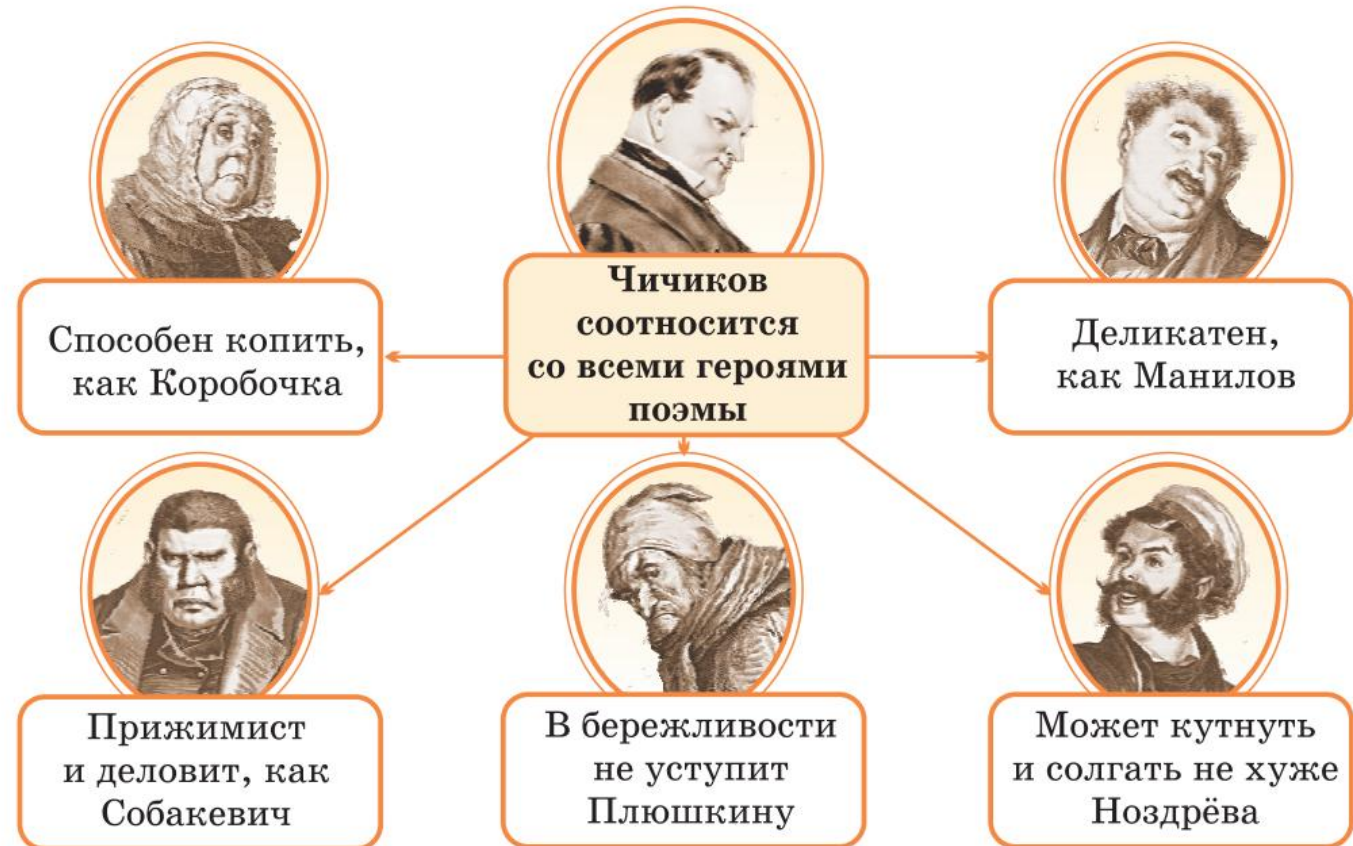 Чичиков
соотносится
со всеми героями
поэмы
Способен копить,
как Коробочка
Деликатен,
как Манилов
Прижимист
и деловит, как
Собакевич
В бережливости
не уступит
Плюшкину
Может кутнуть
и солгать не хуже
Ноздрёва